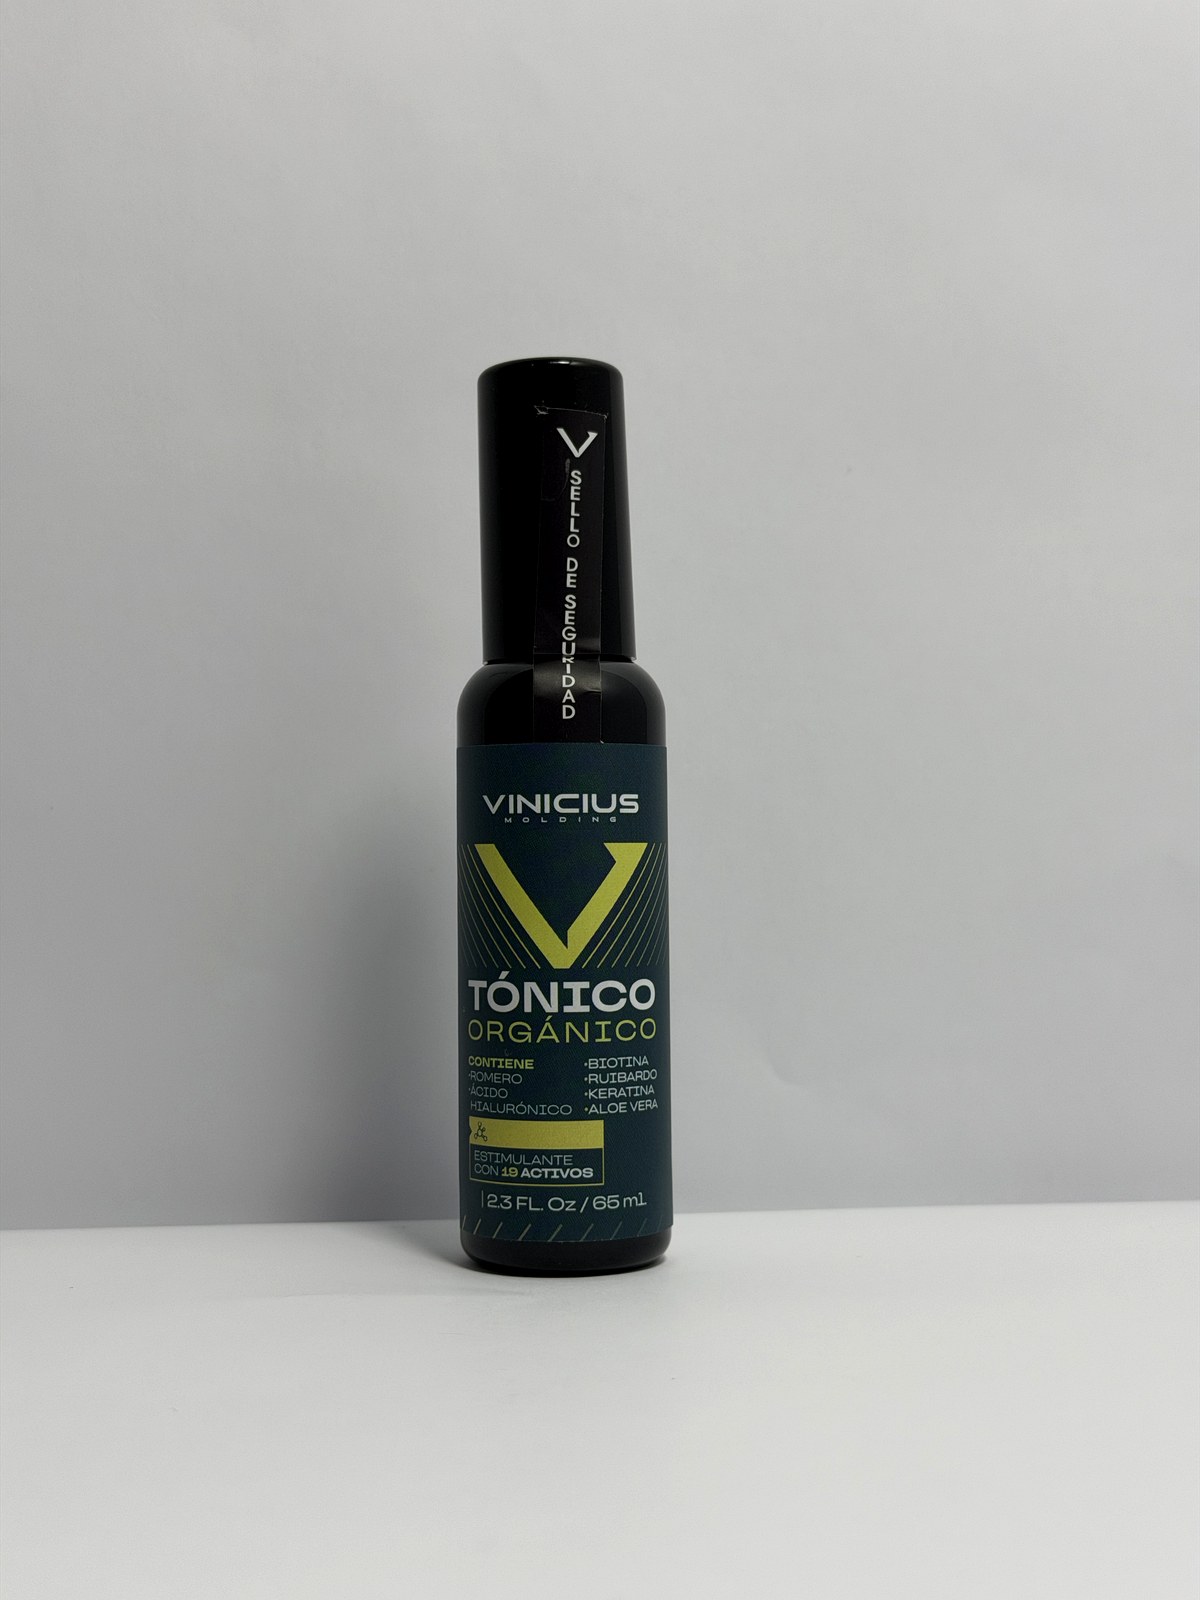 V
SELLO DE SEGURIDAD
VINICIUS
MOLDING
V
TÓNICO
ORGÁNICO
CONTIENE
·ROMERO
·ÁCIDO
HIALURÓNICO
·BIOTINA
·RUIBARDO
·KERATINA
·ALOE VERA
ESTIMULANTE
CON 19 ACTIVOS
2.3 FL. Oz / 65 ml